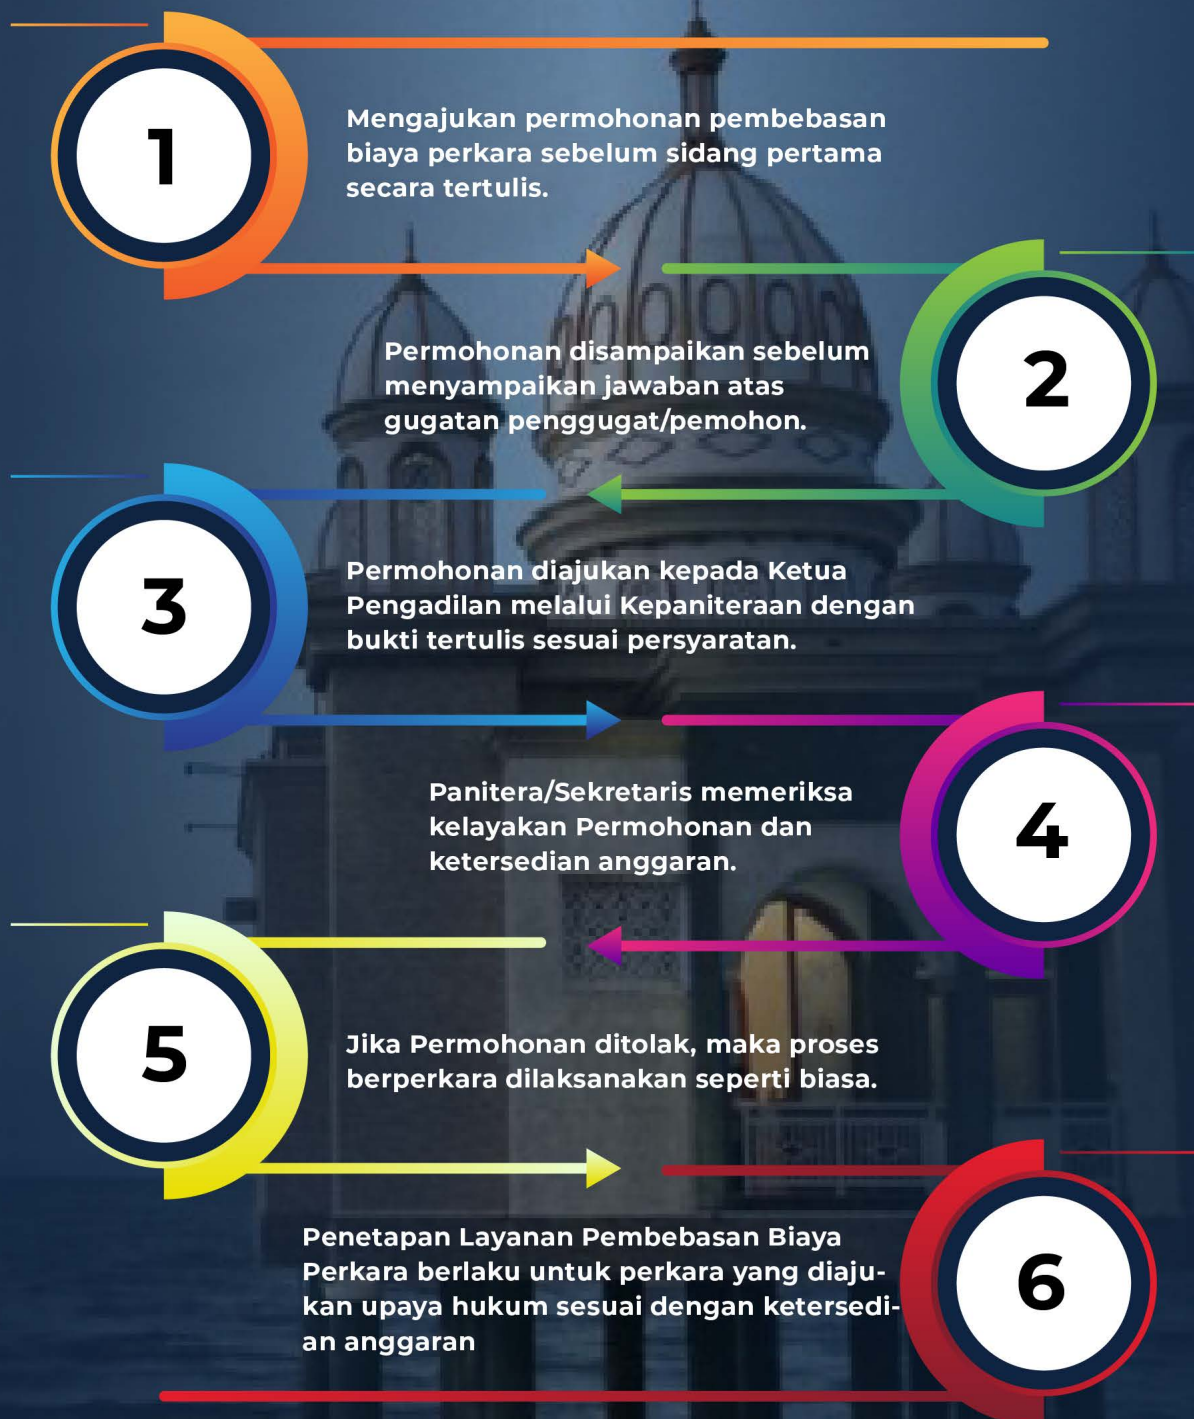 1
Mengajukan permohonan pembebasan
biaya perkara sebelum sidang pertama
secara tertulis.
2
Permohonan disampaikan sebelum
menyampaikan jawaban atas
gugatan penggugat/pemohon.
3
Permohonan diajukan kepada Ketua
Pengadilan melalui Kepaniteraan dengan
bukti tertulis sesuai persyaratan.
4
Panitera/Sekretaris memeriksa
kelayakan Permohonan dan
ketersedian anggaran.
5
Jika Permohonan ditolak, maka proses
berperkara dilaksanakan seperti biasa.
6
Penetapan Layanan Pembebasan Biaya
Perkara berlaku untuk perkara yang diaju-
kan upaya hukum sesuai dengan ketersedi-
an anggaran